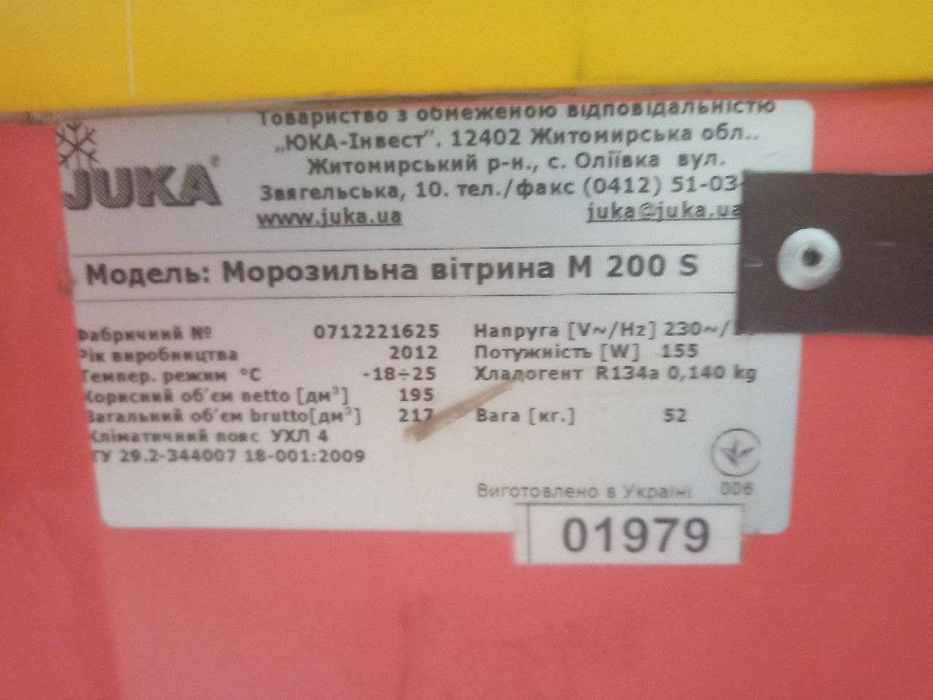 JUKA®
Товариство з обмеженою відповідальністю
„ЮКА-Інвест". 12402 Житомирська обл..
Житомирський р-н., с. Оліївка вул.
Звягельська, 10. тел./факс (0412) 51-03-
www.juka.ua juka@juka.ua
Модель: Морозильна вітрина М 200 S
Фабричний № 0712221625 Напруга [V~/Hz] 230~/
Рік виробництва 2012 Потужність [W] 155
Темпер. режим °С -18÷25 Хладогент R134a 0,140 kg
Корисний об'єм netto [дм³] 195
Загальний об'єм brutto[дм³] 217 Вага [кг.] 52
Кліматичний пояс УХЛ 4
ТУ 29.2-344007 18-001:2009
Виготовлено в Україні 006
01979